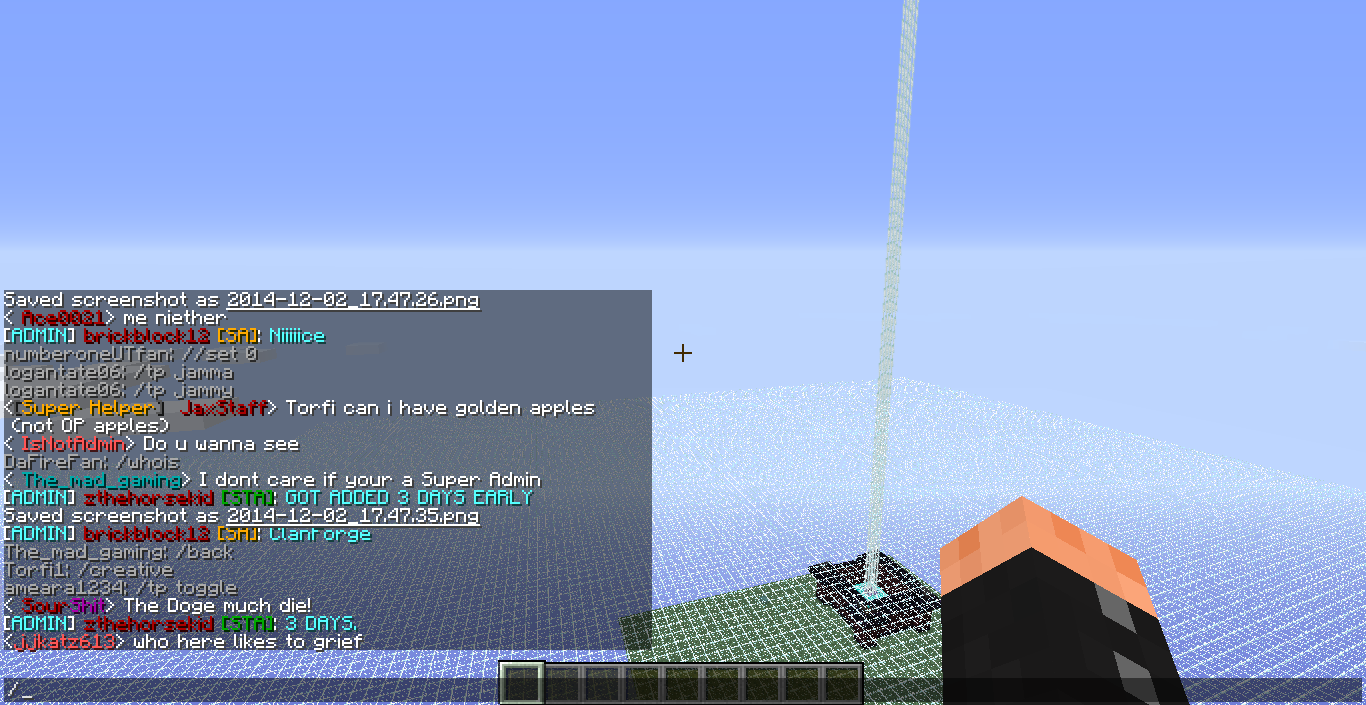 Saved screenshot as 2014-12-02_17.47.26.png
< Ace0021> me niether
[ADMIN] brickblock12 [SA]: Niiiiice
numberoneUTfan: //set 0
logantate06: /tp jamma
logantate06: /tp jammy
<[Super Helper] JaxStaff> Torfi can i have golden apples
(not OP apples)
< IsNotAdmin> Do u wanna see
DaFireFan: /whois
< The_mad_gaming> I dont care if your a Super Admin
[ADMIN] zthehorsekid [STA]: GOT ADDED 3 DAYS EARLY
Saved screenshot as 2014-12-02_17.47.35.png
[ADMIN] brickblock12 [SA]: ClanForge
The_mad_gaming: /back
Torfi1: /creative
ameara1234: /tp toggle
< SourShit> The Doge much die!
[ADMIN] zthehorsekid [STA]: 3 DAYS,
<jjkatz613> who here likes to grief
/_